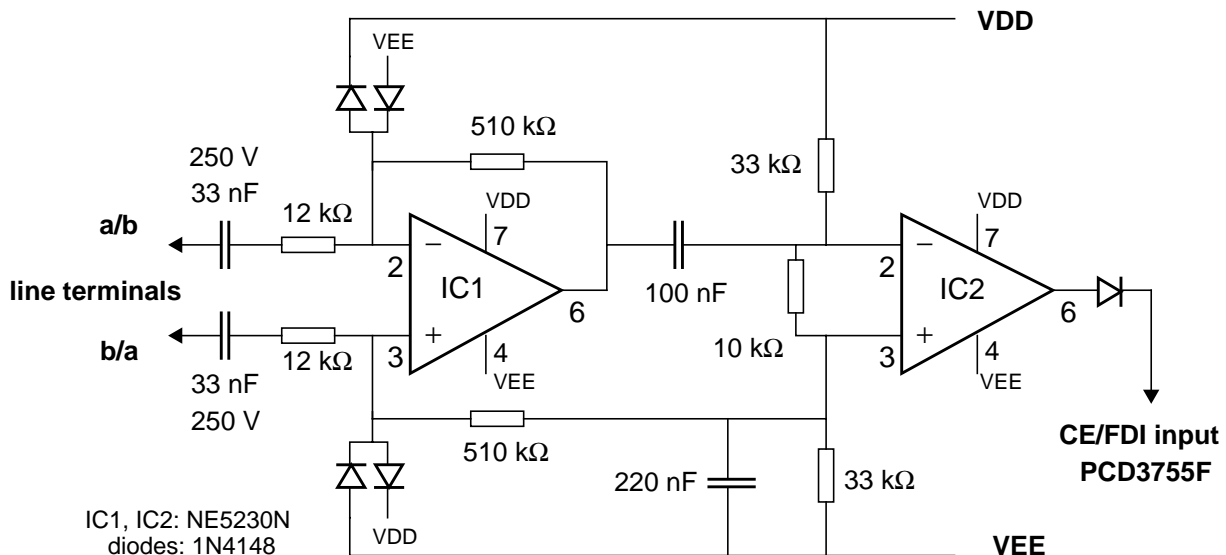 VDD
VEE
510 kΩ
250 V
33 nF
33 kΩ
12 kΩ
VDD
VDD
a/b
7
7
−
−
2
2
line terminals
IC1
IC2
100 nF
6
6
b/a
+
+
12 kΩ
3
10 kΩ
3
4
4
VEE
VEE
33 nF
250 V
510 kΩ
CE/FDI input
PCD3755F
220 nF
33 kΩ
IC1, IC2: NE5230N
diodes: 1N4148
VDD
VEE